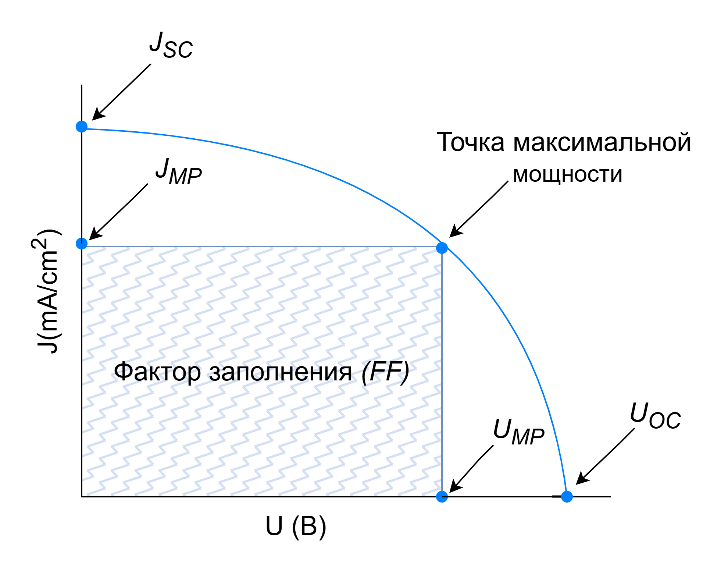 J_SC
Точка максимальной
мощности
J_MP
J(mA/cm²)
Фактор заполнения (FF)
U_MP
U_OC
U (B)